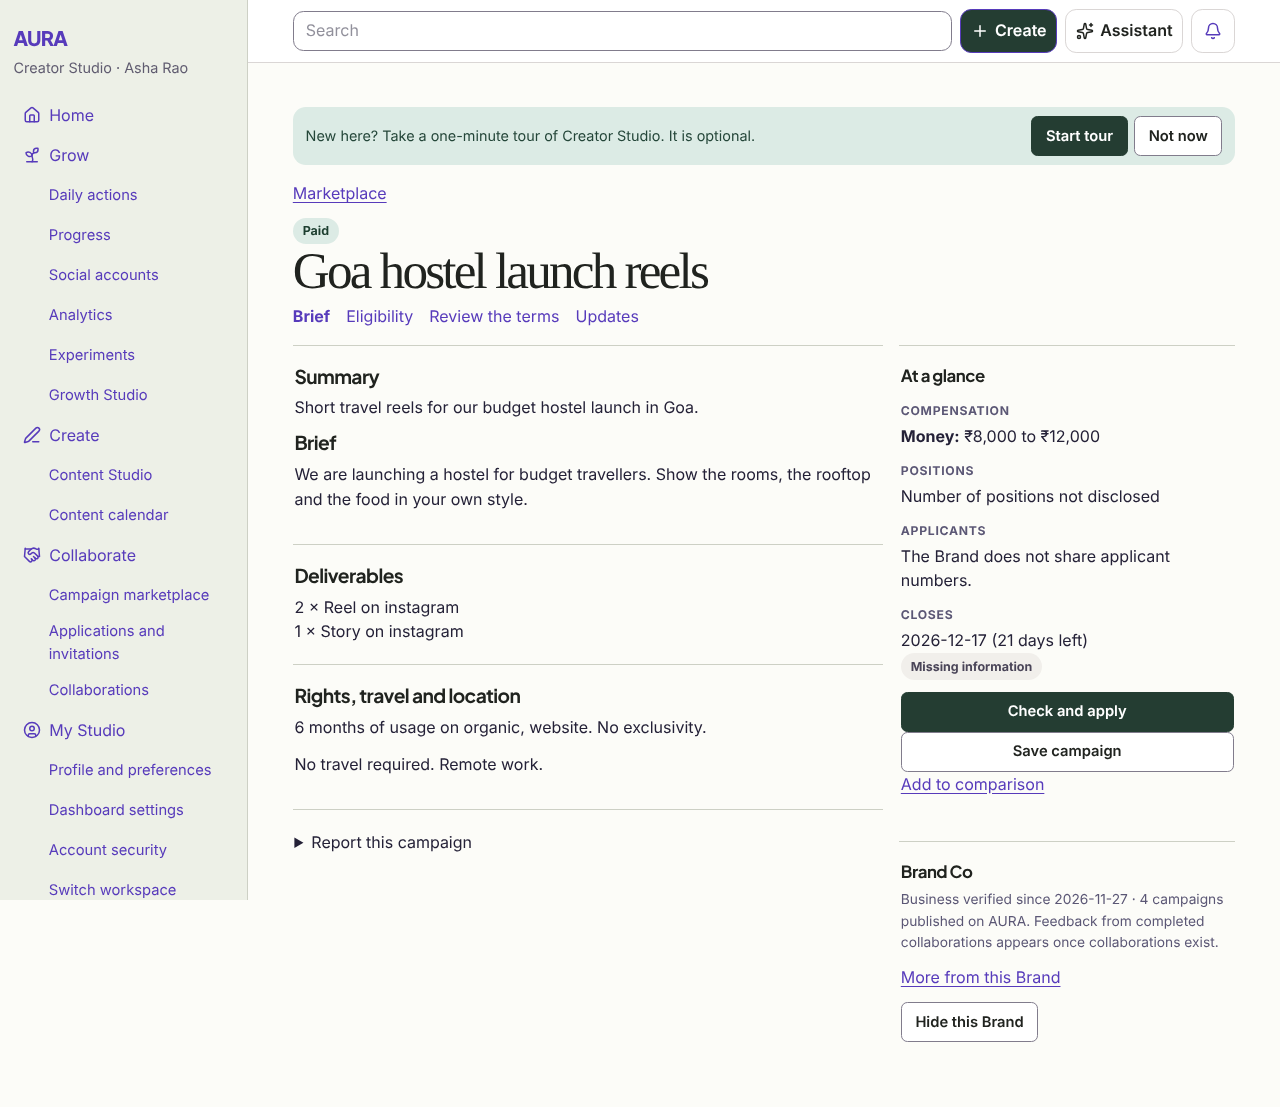 AURA
Creator Studio · Asha Rao
Home
Grow
Daily actions
Progress
Social accounts
Analytics
Experiments
Growth Studio
Create
Content Studio
Content calendar
Collaborate
Campaign marketplace
Applications and
invitations
Collaborations
My Studio
Profile and preferences
Dashboard settings
Account security
Switch workspace
Search
Create
Assistant
New here? Take a one-minute tour of Creator Studio. It is optional.
Start tour
Not now
Marketplace
Paid
Goa hostel launch reels
Brief Eligibility Review the terms Updates
Summary
Short travel reels for our budget hostel launch in Goa.
Brief
We are launching a hostel for budget travellers. Show the rooms, the rooftop
and the food in your own style.
Deliverables
2 × Reel on instagram
1 × Story on instagram
Rights, travel and location
6 months of usage on organic, website. No exclusivity.
No travel required. Remote work.
Report this campaign
At a glance
COMPENSATION
Money: ₹8,000 to ₹12,000
POSITIONS
Number of positions not disclosed
APPLICANTS
The Brand does not share applicant
numbers.
CLOSES
2026-12-17 (21 days left)
Missing information
Check and apply
Save campaign
Add to comparison
Brand Co
Business verified since 2026-11-27 · 4 campaigns
published on AURA. Feedback from completed
collaborations appears once collaborations exist.
More from this Brand
Hide this Brand